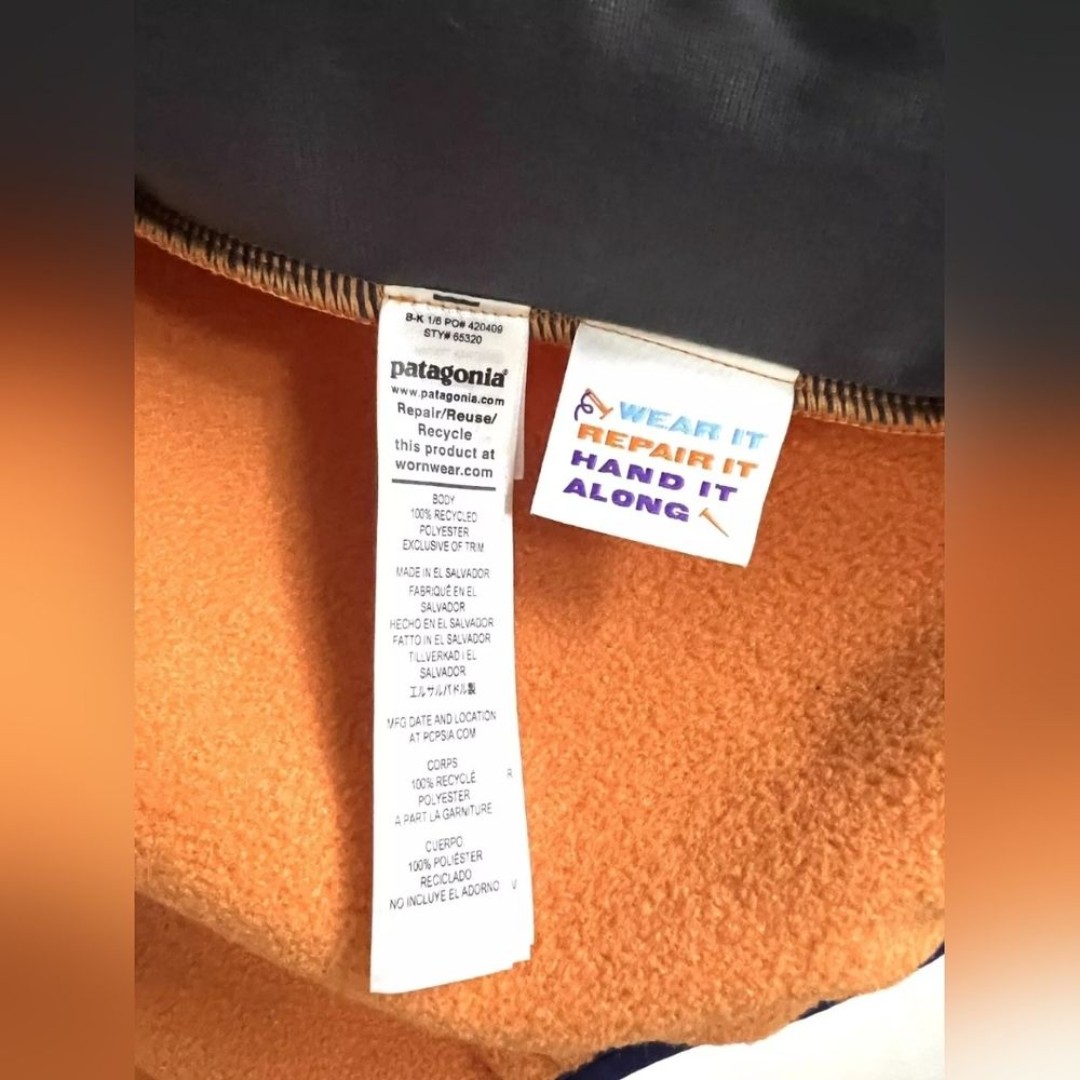 B-K 1/6 PO# 420409
STY# 65320
patagonia®
www.patagonia.com
Repair/Reuse/
Recycle
this product at
wornwear.com
BODY
100% RECYCLED
POLYESTER
EXCLUSIVE OF TRIM
MADE IN EL SALVADOR
FABRIQUÉ EN EL
SALVADOR
HECHO EN EL SALVADOR
FATTO IN EL SALVADOR
TILLVERKAD I EL
SALVADOR
エルサルバドル製
MFG DATE AND LOCATION
AT PCPSIA.COM
CORPS
100% RECYCLÉ
POLYESTER
À PART LA GARNITURE
CUERPO
100% POLIÉSTER
RECICLADO
NO INCLUYE EL ADORNO
R
V
WEAR IT
REPAIR IT
HAND IT
ALONG